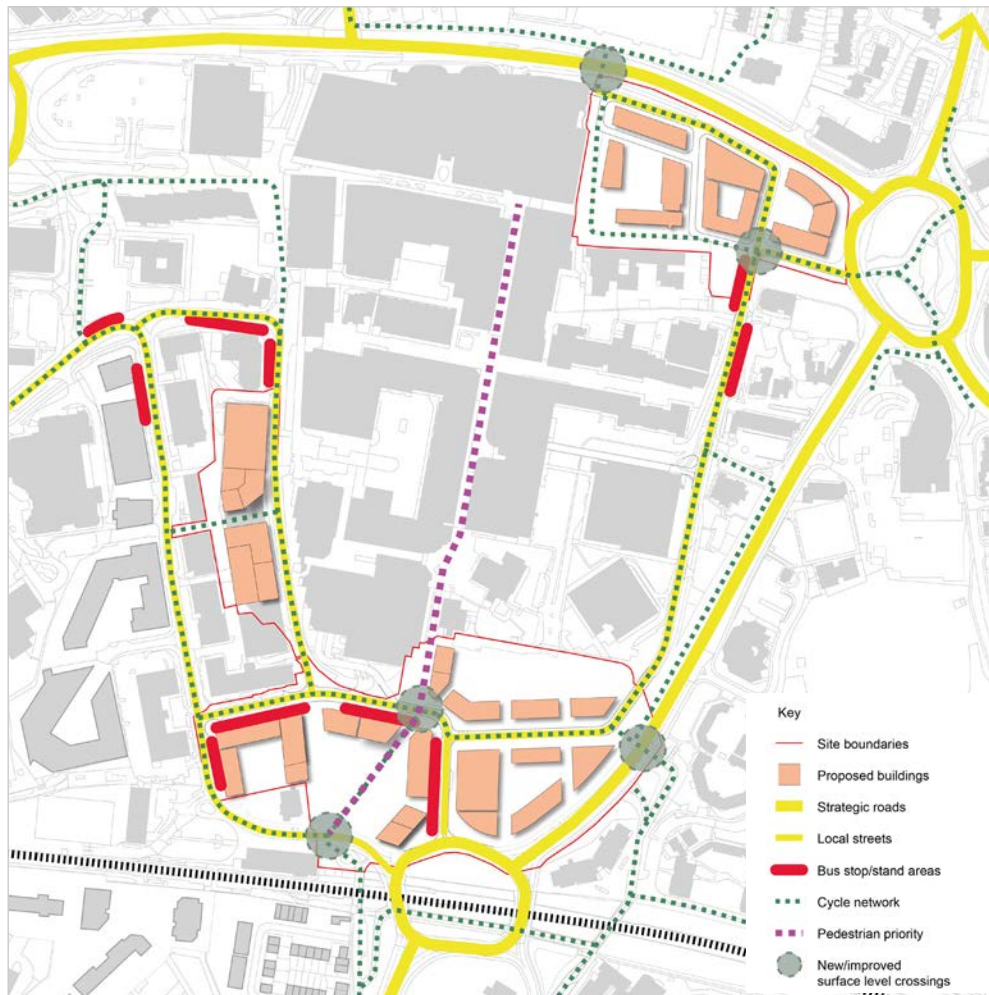 Key
Site boundaries
Proposed buildings
Strategic roads
Local streets
Bus stop/stand areas
Cycle network
Pedestrian priority
New/improved
surface level crossings